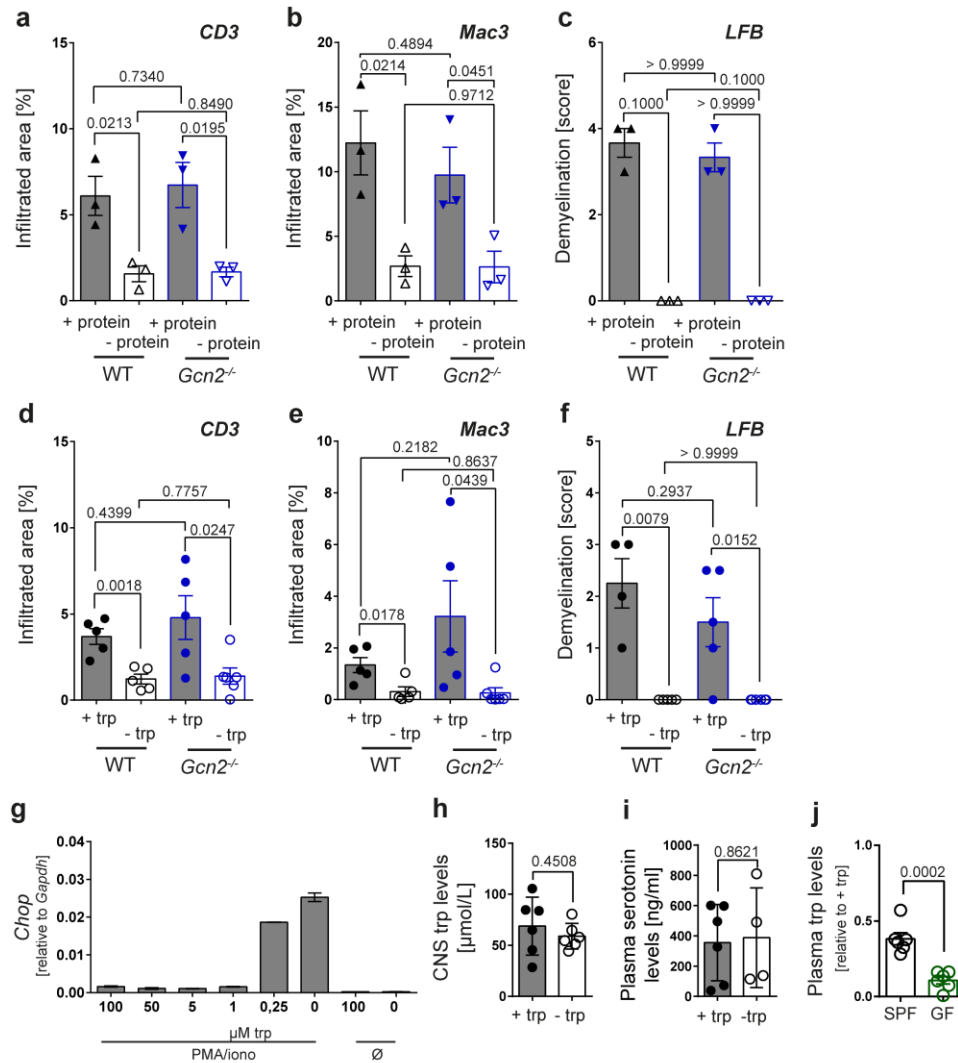 a
CD3
Infiltrated area [%]
15
10
5
0
0.7340
0.8490
0.0213
0.0195
+ protein
+ protein
- protein
- protein
WT
Gcn2-/-
b
Mac3
Infiltrated area [%]
20
15
10
5
0
0.4894
0.0214
0.0451
0.9712
+ protein
+ protein
- protein
- protein
WT
Gcn2-/-
c
LFB
Demyelination [score]
6
4
2
0
> 0.9999
0.1000
0.1000
> 0.9999
+ protein
+ protein
- protein
- protein
WT
Gcn2-/-
d
CD3
Infiltrated area [%]
15
10
5
0
0.7757
0.4399
0.0247
0.0018
+ trp
+ trp
- trp
- trp
WT
Gcn2-/-
e
Mac3
Infiltrated area [%]
10
8
6
4
2
0
0.2182
0.8637
0.0439
0.0178
+ trp
+ trp
- trp
- trp
WT
Gcn2-/-
f
LFB
Demyelination [score]
5
4
3
2
1
0
> 0.9999
0.2937
0.0079
0.0152
+ trp
+ trp
- trp
- trp
WT
Gcn2-/-
g
Chop
[relative to Gapdh]
0.04
0.03
0.02
0.01
0.00
100 50 5 1 0,25 0 100 0
µM trp
PMA/iono Ø
h
CNS trp levels
[µmol/L]
150
100
50
0
0.4508
+ trp - trp
i
Plasma serotonin
levels [ng/ml]
1000
800
600
400
200
0
0.8621
+ trp -trp
j
Plasma trp levels
[relative to + trp]
1.0
0.5
0.0
0.0002
SPF GF